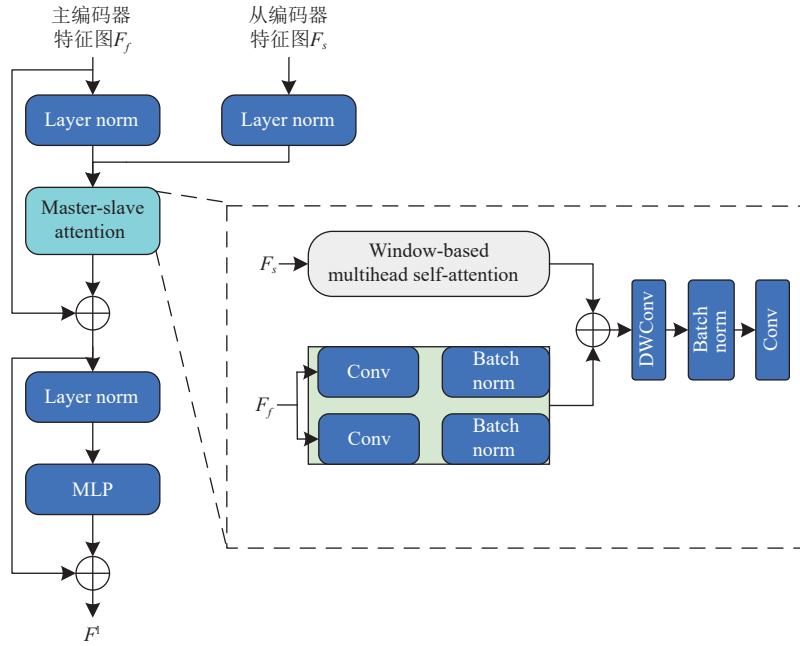 主编码器
特征图F_f
从编码器
特征图F_s
Layer norm
Layer norm
Master-slave
attention
F_s
Window-based
multihead self-attention
F_f
Conv
Batch
norm
Conv
Batch
norm
DWConv
Batch
norm
Conv
Layer norm
MLP
F^1